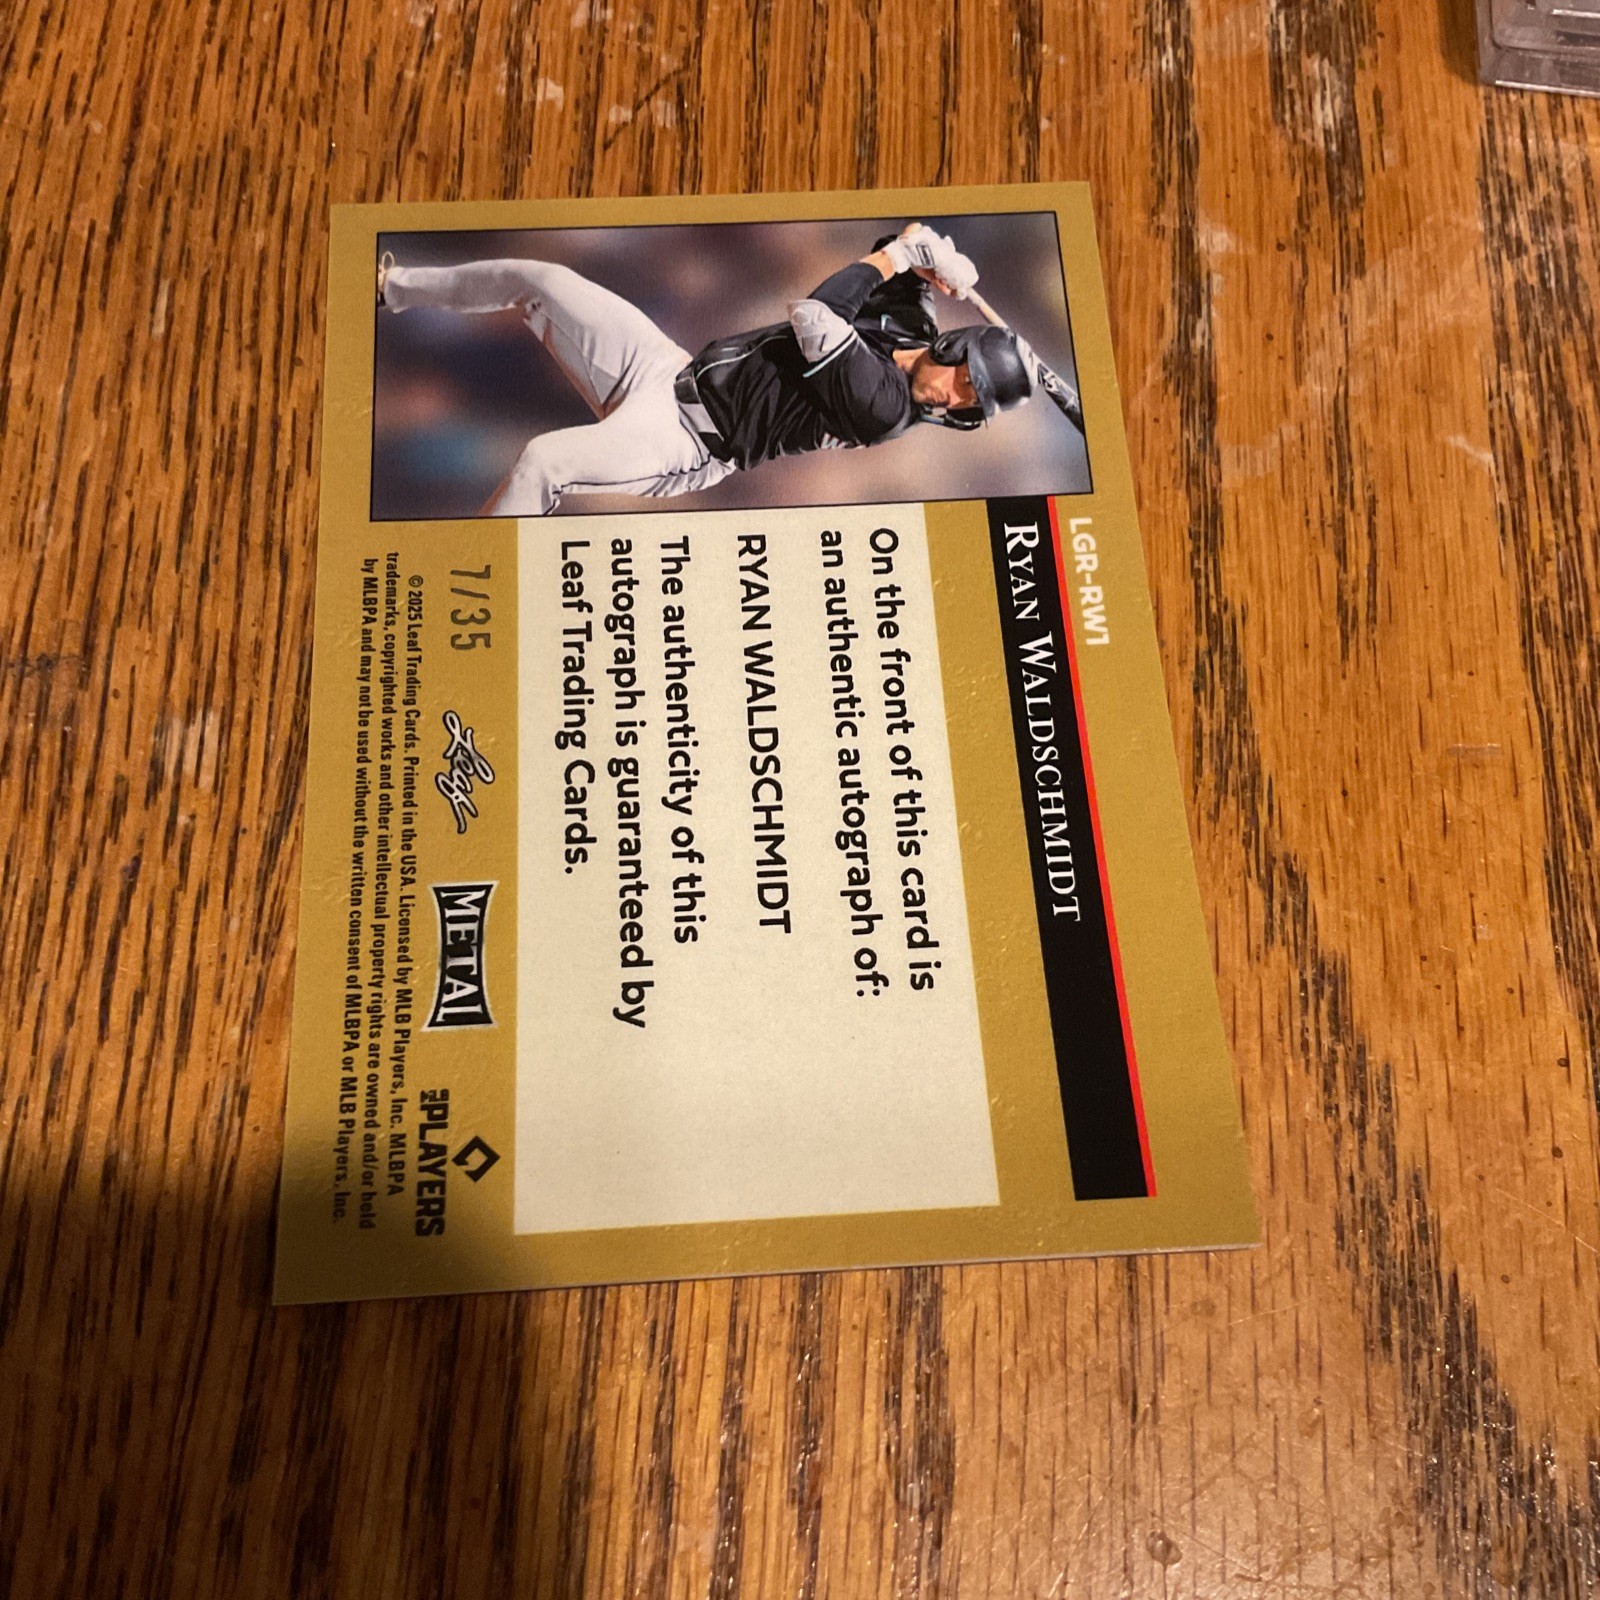 LGR-RW1
RYAN WALDSCHMIDT
On the front of this card is
an authentic autograph of:
RYAN WALDSCHMIDT
The authenticity of this
autograph is guaranteed by
Leaf Trading Cards.
7/35
Leaf
METAL
MLB PLAYERS
© 2025 Leaf Trading Cards. Printed in the USA. Licensed by MLB Players, Inc. MLBPA
trademarks, copyrighted works and other intellectual property rights are owned and/or held
by MLBPA and may not be used without the written consent of MLBPA or MLB Players, Inc.